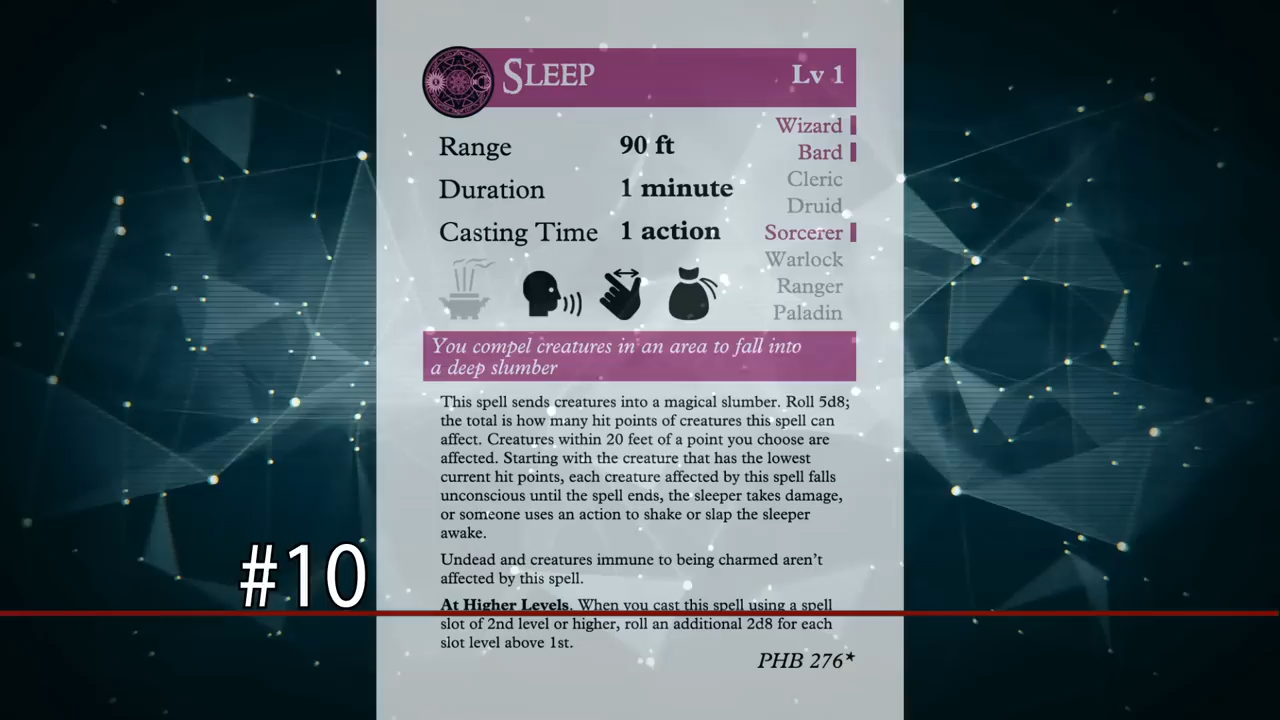 SLEEP
Lv 1
Range 90 ft
Duration 1 minute
Casting Time 1 action
Wizard
Bard
Cleric
Druid
Sorcerer
Warlock
Ranger
Paladin
You compel creatures in an area to fall into
a deep slumber
This spell sends creatures into a magical slumber. Roll 5d8;
the total is how many hit points of creatures this spell can
affect. Creatures within 20 feet of a point you choose are
affected. Starting with the creature that has the lowest
current hit points, each creature affected by this spell falls
unconscious until the spell ends, the sleeper takes damage,
or someone uses an action to shake or slap the sleeper
awake.
Undead and creatures immune to being charmed aren't
affected by this spell.
At Higher Levels. When you cast this spell using a spell
slot of 2nd level or higher, roll an additional 2d8 for each
slot level above 1st.
PHB 276*
#10